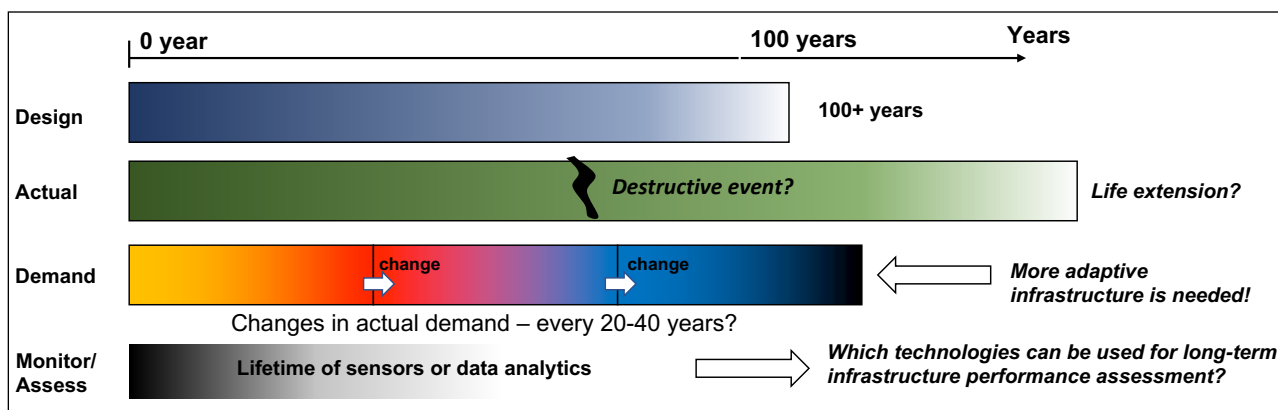 0 year
100 years
Years
Design
100+ years
Actual
Destructive event?
Life extension?
Demand
change
change
More adaptive
infrastructure is needed!
Changes in actual demand – every 20-40 years?
Monitor/
Assess
Lifetime of sensors or data analytics
Which technologies can be used for long-term
infrastructure performance assessment?